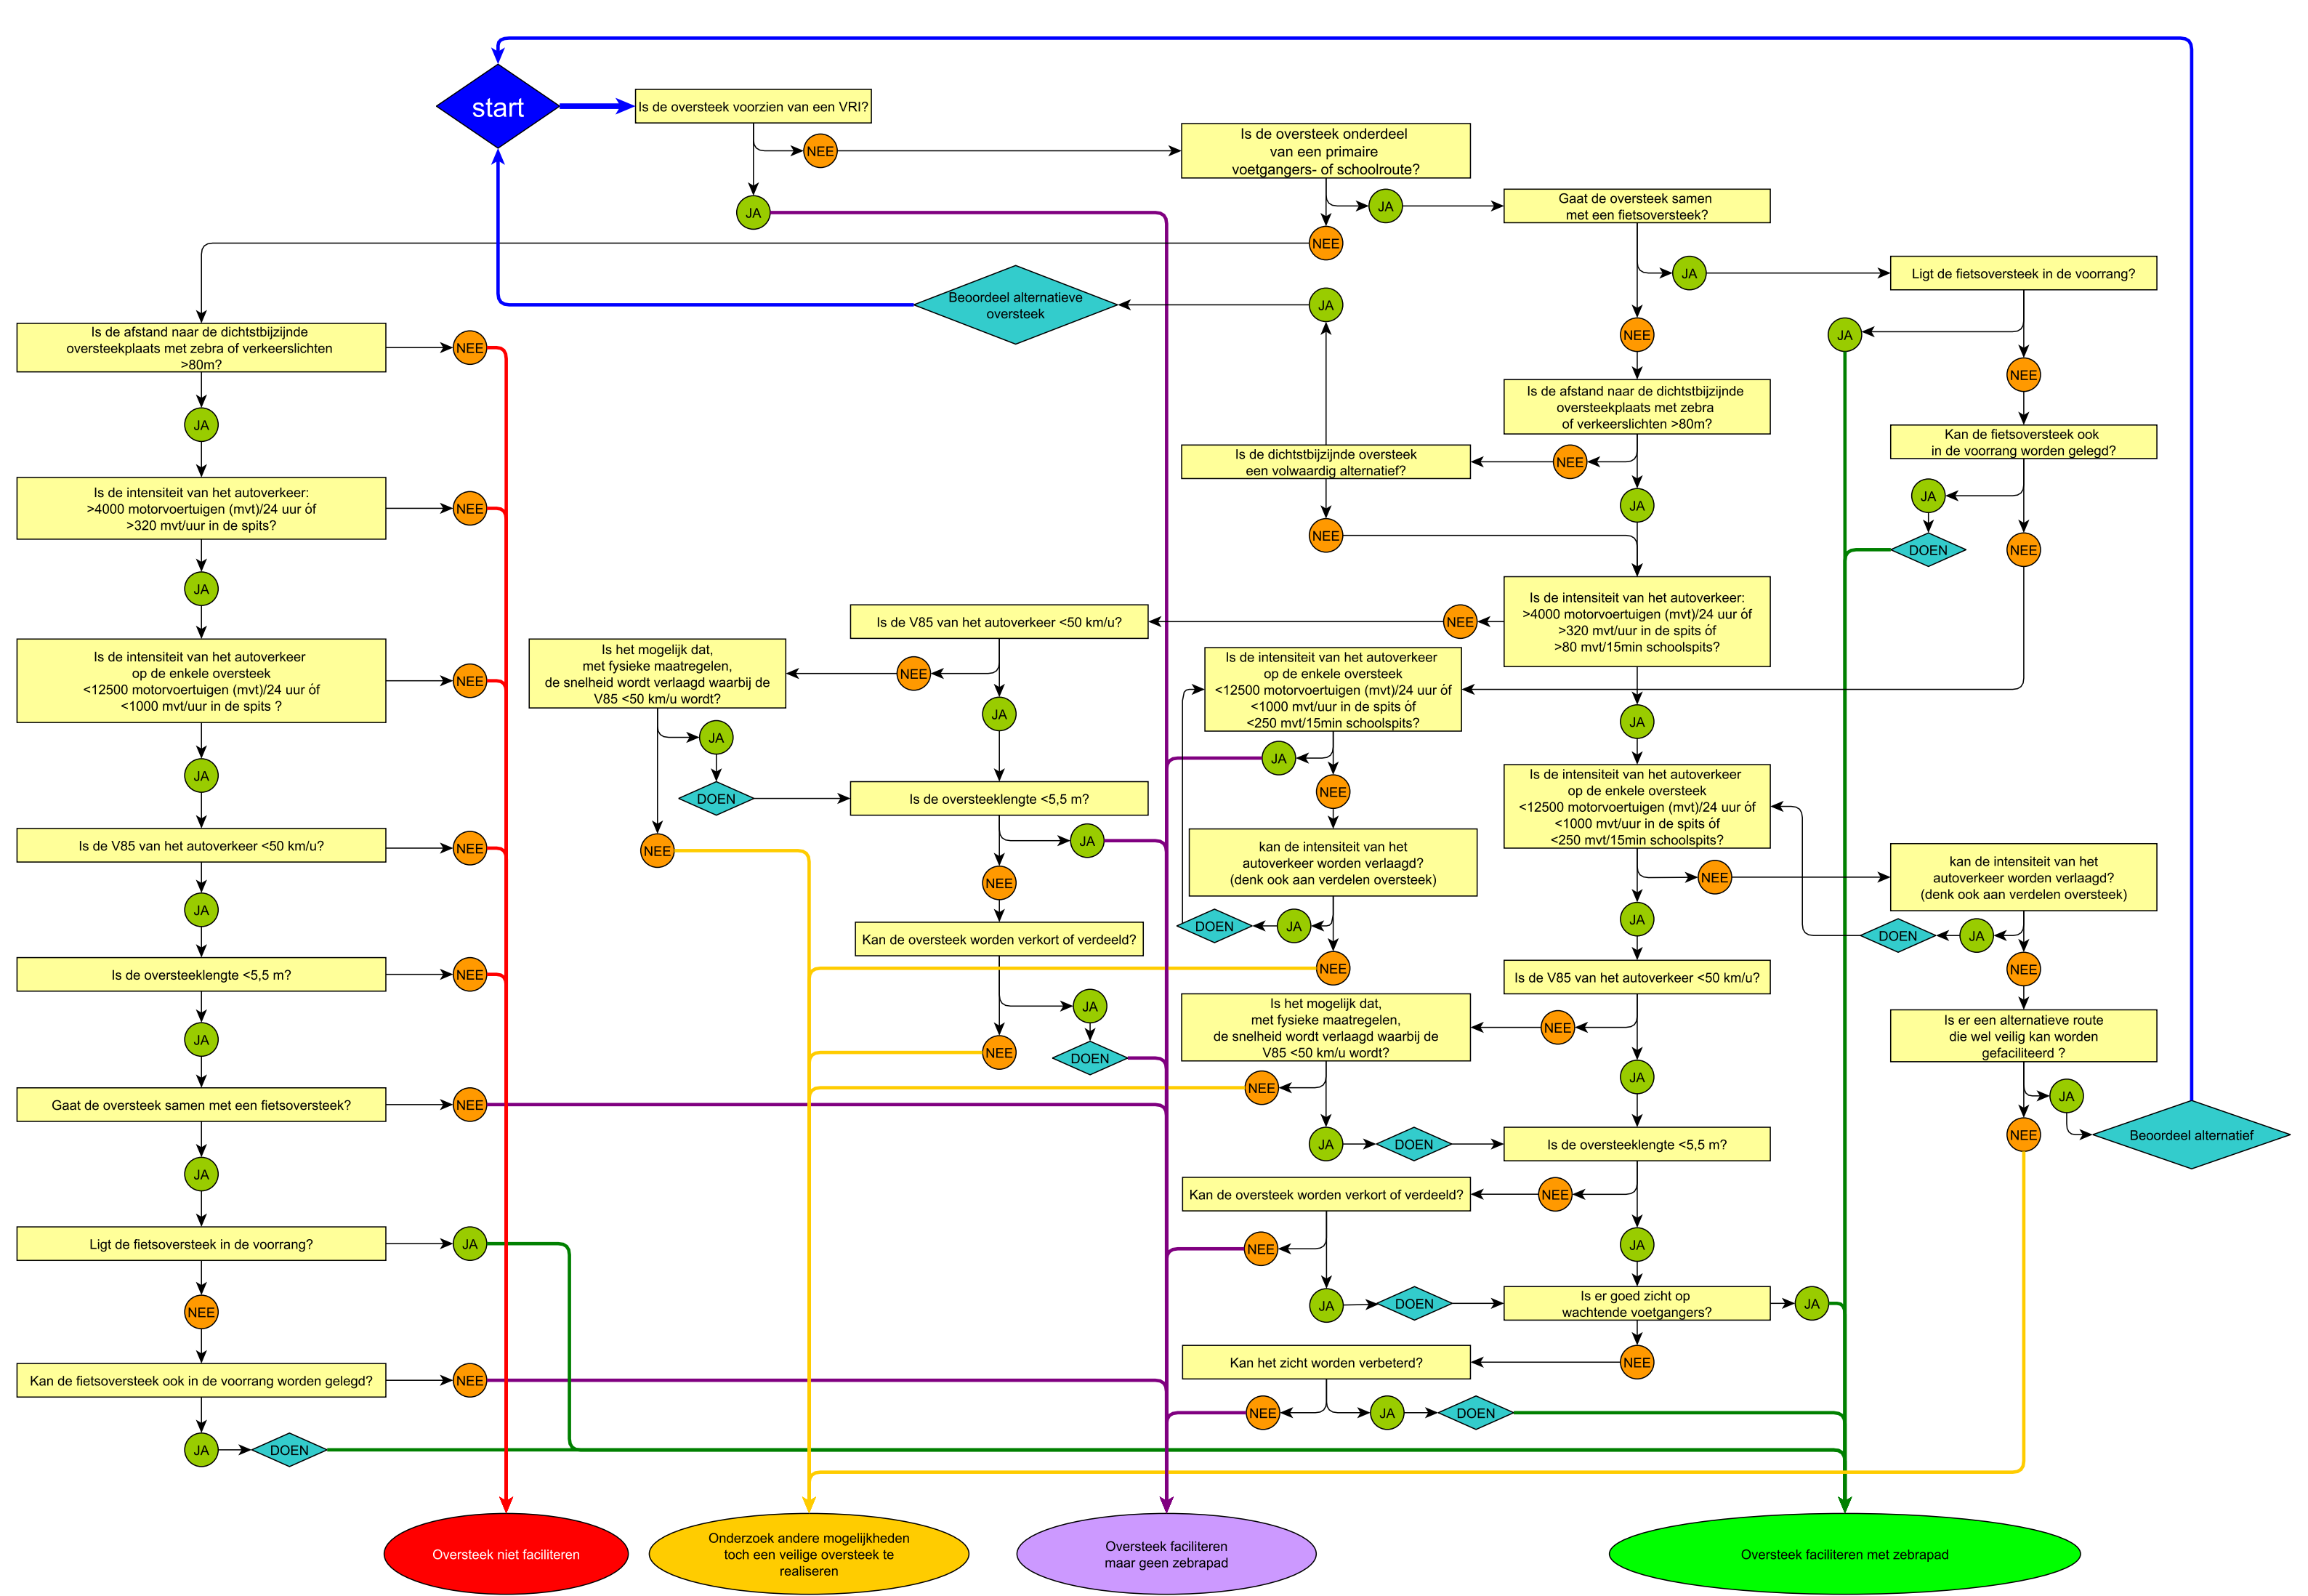 start
Is de oversteek voorzien van een VRI?
NEE
JA
Is de oversteek onderdeel
van een primaire
voetgangers- of schoolroute?
JA
NEE
Gaat de oversteek samen
met een fietsoversteek?
JA
NEE
Ligt de fietsoversteek in de voorrang?
JA
NEE
Kan de fietsoversteek ook
in de voorrang worden gelegd?
JA
DOEN
NEE
Beoordeel alternatieve
oversteek
JA
Is de afstand naar de dichtstbijzijnde
oversteekplaats met zebra
of verkeerslichten >80m?
NEE
JA
Is de dichtstbijzijnde oversteek
een volwaardig alternatief?
NEE
Is de afstand naar de dichtstbijzijnde
oversteekplaats met zebra of verkeerslichten
>80m?
NEE
JA
Is de intensiteit van het autoverkeer:
>4000 motorvoertuigen (mvt)/24 uur óf
>320 mvt/uur in de spits?
NEE
JA
Is de intensiteit van het autoverkeer
op de enkele oversteek
<12500 motorvoertuigen (mvt)/24 uur óf
<1000 mvt/uur in de spits ?
NEE
JA
Is de V85 van het autoverkeer <50 km/u?
NEE
JA
Is de oversteeklengte <5,5 m?
NEE
JA
Gaat de oversteek samen met een fietsoversteek?
NEE
JA
Ligt de fietsoversteek in de voorrang?
JA
NEE
Kan de fietsoversteek ook in de voorrang worden gelegd?
NEE
JA
DOEN
Is het mogelijk dat,
met fysieke maatregelen,
de snelheid wordt verlaagd waarbij de
V85 <50 km/u wordt?
JA
DOEN
NEE
Is de V85 van het autoverkeer <50 km/u?
NEE
JA
Is de oversteeklengte <5,5 m?
JA
NEE
Kan de oversteek worden verkort of verdeeld?
JA
DOEN
NEE
Is de intensiteit van het autoverkeer:
>4000 motorvoertuigen (mvt)/24 uur óf
>320 mvt/uur in de spits óf
>80 mvt/15min schoolspits?
NEE
JA
Is de intensiteit van het autoverkeer
op de enkele oversteek
<12500 motorvoertuigen (mvt)/24 uur óf
<1000 mvt/uur in de spits óf
<250 mvt/15min schoolspits?
JA
NEE
kan de intensiteit van het
autoverkeer worden verlaagd?
(denk ook aan verdelen oversteek)
JA
DOEN
NEE
Is de intensiteit van het autoverkeer
op de enkele oversteek
<12500 motorvoertuigen (mvt)/24 uur óf
<1000 mvt/uur in de spits óf
<250 mvt/15min schoolspits?
NEE
JA
kan de intensiteit van het
autoverkeer worden verlaagd?
(denk ook aan verdelen oversteek)
JA
DOEN
NEE
Is er een alternatieve route
die wel veilig kan worden
gefaciliteerd ?
JA
NEE
Beoordeel alternatief
Is de V85 van het autoverkeer <50 km/u?
NEE
JA
Is het mogelijk dat,
met fysieke maatregelen,
de snelheid wordt verlaagd waarbij de
V85 <50 km/u wordt?
NEE
JA
DOEN
Is de oversteeklengte <5,5 m?
NEE
JA
Kan de oversteek worden verkort of verdeeld?
NEE
JA
DOEN
Is er goed zicht op
wachtende voetgangers?
JA
NEE
Kan het zicht worden verbeterd?
NEE
JA
DOEN
Oversteek niet faciliteren
Onderzoek andere mogelijkheden
toch een veilige oversteek te
realiseren
Oversteek faciliteren
maar geen zebrapad
Oversteek faciliteren met zebrapad